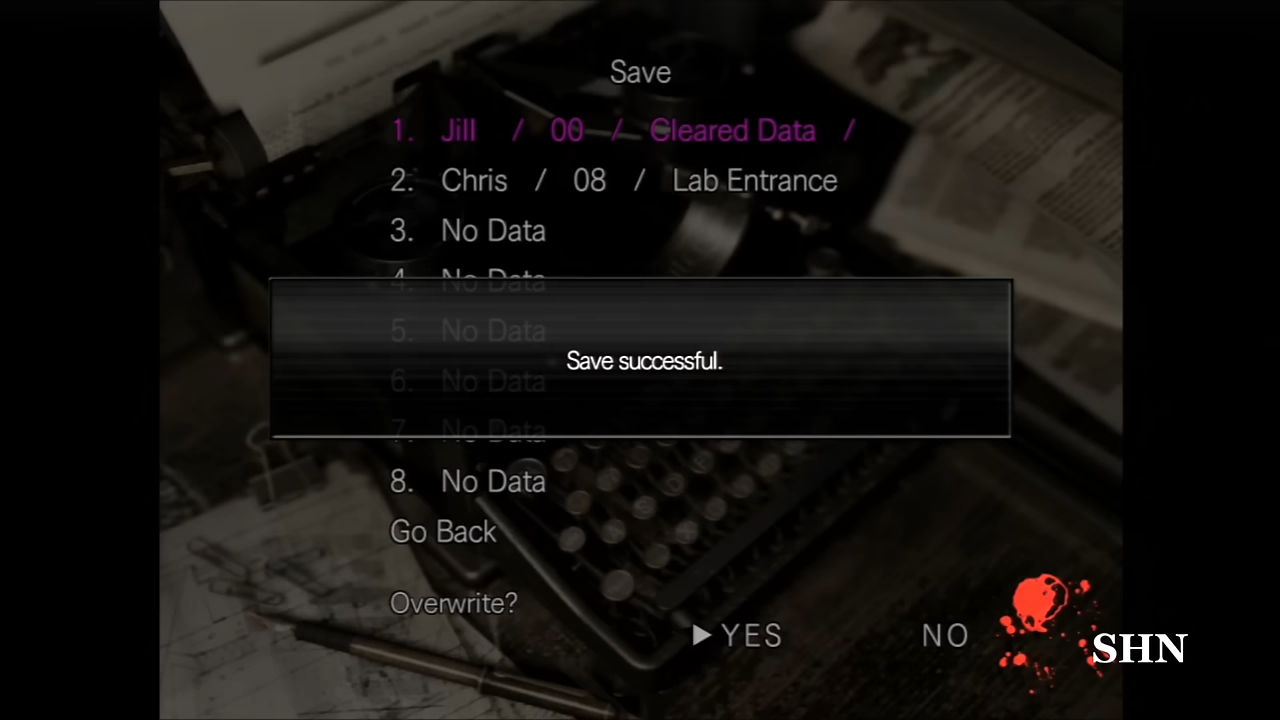 Save
1. Jill / 00 / Cleared Data /
2. Chris / 08 / Lab Entrance
3. No Data
4. No Data
5. No Data
Save successful.
6. No Data
7. No Data
8. No Data
Go Back
Overwrite?
YES NO
SHN